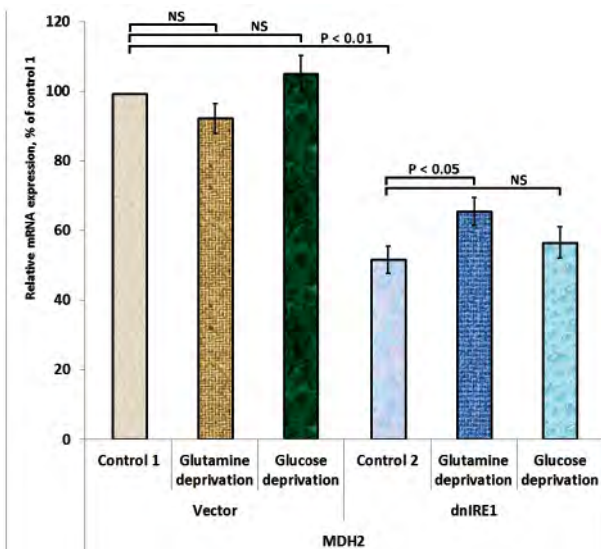 120
100
80
60
40
20
0
Relative mRNA expression, % of control 1
NS
NS
P < 0.01
P < 0.05
NS
Control 1 Glutamine deprivation Glucose deprivation Control 2 Glutamine deprivation Glucose deprivation
Vector dnIRE1
MDH2